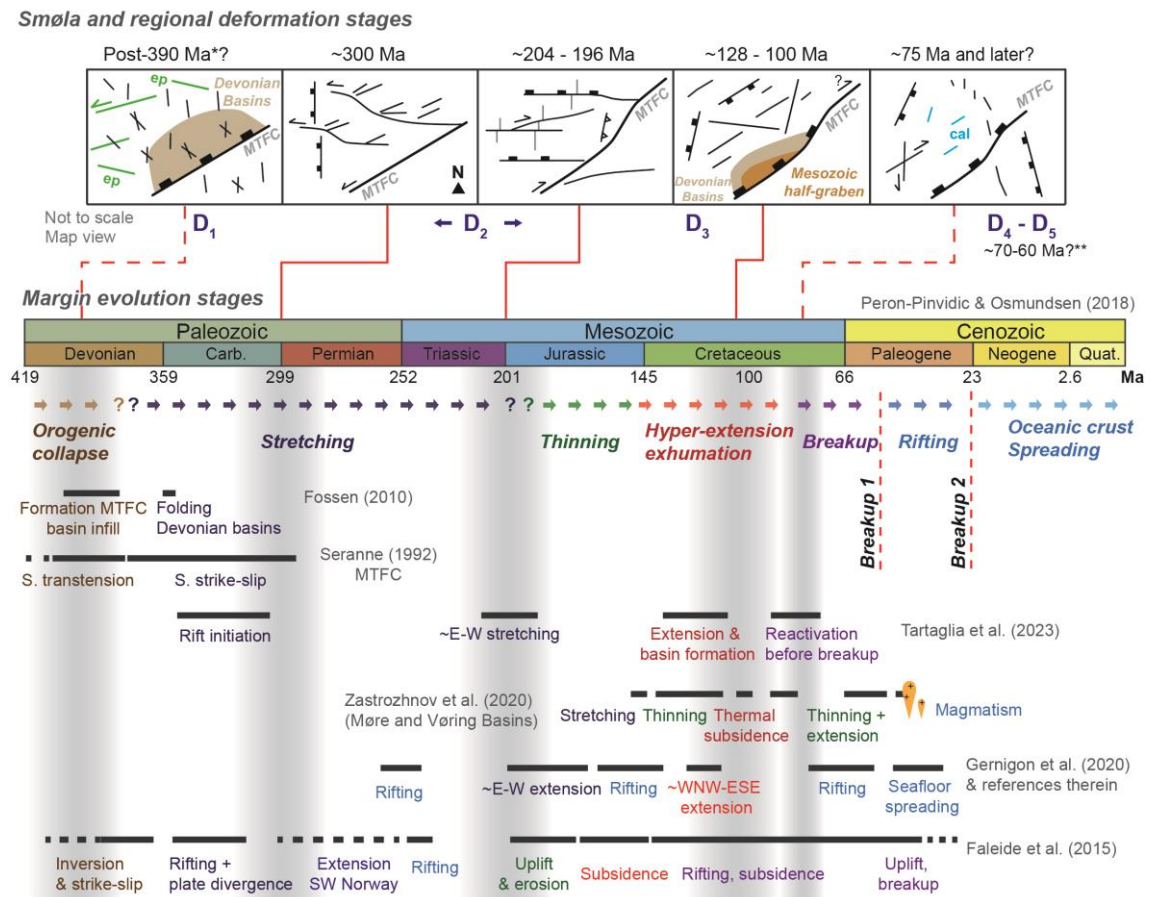 Smøla and regional deformation stages
Post-390 Ma*?
~300 Ma
~204 - 196 Ma
~128 - 100 Ma
~75 Ma and later?
ep
ep
Devonian
Basins
MTFC
MTFC
N
MTFC
?
MTFC
Devonian
Basins
Mesozoic
half-graben
cal
MTFC
Not to scale
Map view
D1
D2
D3
D4 - D5
~70-60 Ma?**
Margin evolution stages
Peron-Pinvidic & Osmundsen (2018)
Paleozoic
Mesozoic
Cenozoic
Devonian
Carb.
Permian
Triassic
Jurassic
Cretaceous
Paleogene
Neogene
Quat.
419
359
299
252
201
145
100
66
23
2.6
Ma
? ?
? ?
Orogenic
collapse
Stretching
Thinning
Hyper-extension
exhumation
Breakup
Rifting
Oceanic crust
Spreading
Breakup 1
Breakup 2
Formation MTFC
basin infill
Folding
Devonian basins
Fossen (2010)
S. transtension
S. strike-slip
Seranne (1992)
MTFC
Rift initiation
~E-W stretching
Extension &
basin formation
Reactivation
before breakup
Tartaglia et al. (2023)
Zastrozhnov et al. (2020)
(Møre and Vøring Basins)
Stretching
Thinning
Thermal
subsidence
Thinning +
extension
Magmatism
Rifting
~E-W extension
Rifting
~WNW-ESE
extension
Rifting
Seafloor
spreading
Gernigon et al. (2020)
& references therein
Inversion
& strike-slip
Rifting +
plate divergence
Extension
SW Norway
Rifting
Uplift
& erosion
Subsidence
Rifting, subsidence
Uplift,
breakup
Faleide et al. (2015)